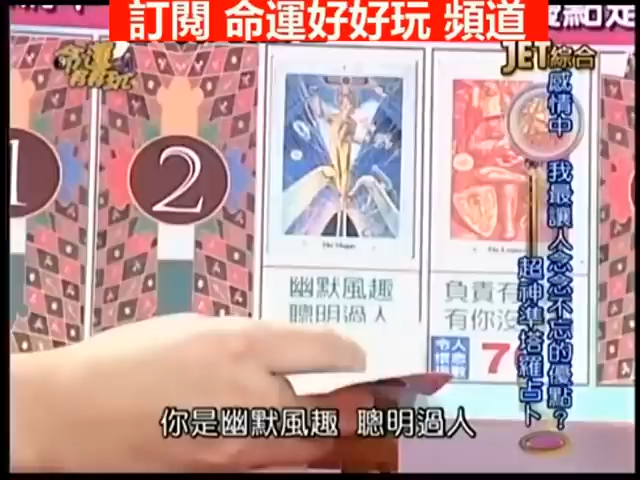 訂閱 命運好好玩 頻道
命運好好玩
JET綜合
感情中 我最讓人念念不忘的優點?
超神準塔羅占卜
1
2
幽默風趣
聰明過人
負責有
有你沒
令人
7
你是幽默風趣 聰明過人